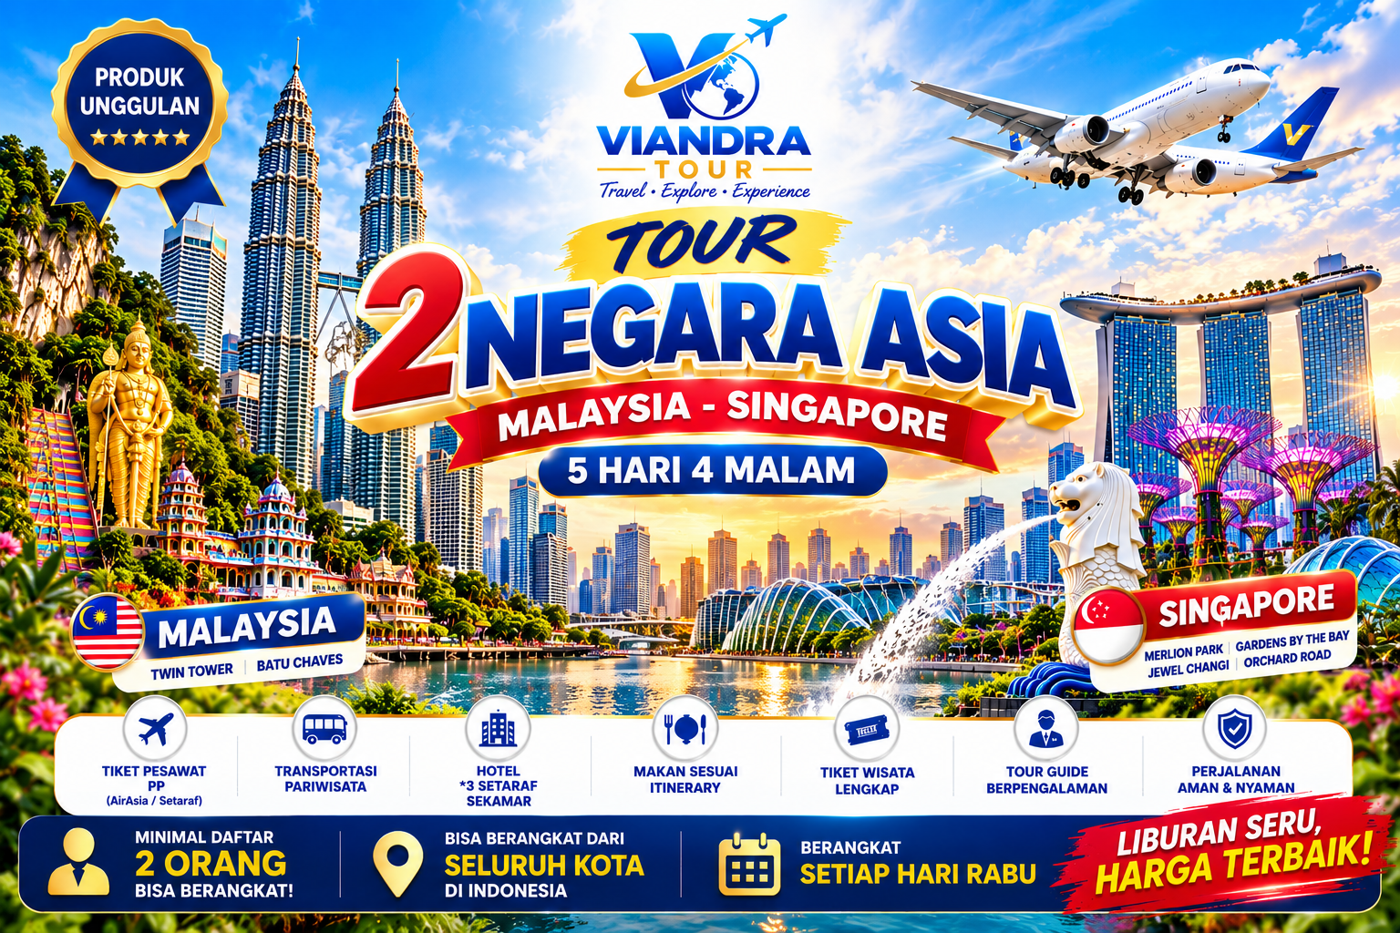 PRODUK
UNGGULAN
VIANDRA
TOUR
Travel • Explore • Experience
TOUR
2 NEGARA ASIA
MALAYSIA - SINGAPORE
5 HARI 4 MALAM
V
MALAYSIA
TWIN TOWER | BATU CHAVES
SINGAPORE
MERLION PARK | GARDENS BY THE BAY
JEWEL CHANGI | ORCHARD ROAD
TIKET PESAWAT
PP
(AirAsia / Setaraf)
TRANSPORTASI
PARIWISATA
HOTEL
*3 SETARAF
SEKAMAR
MAKAN SESUAI
ITINERARY
TIKET WISATA
LENGKAP
TOUR GUIDE
BERPENGALAMAN
PERJALANAN
AMAN & NYAMAN
MINIMAL DAFTAR
2 ORANG
BISA BERANGKAT!
BISA BERANGKAT DARI
SELURUH KOTA
DI INDONESIA
BERANGKAT
SETIAP HARI RABU
LIBURAN SERU,
HARGA TERBAIK!